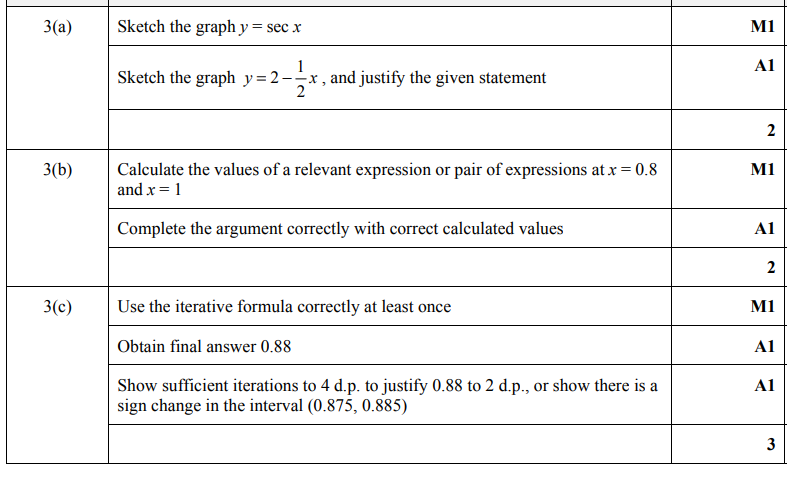 3(a) Sketch the graph y = sec x M1
Sketch the graph y = 2 − 1/2 x , and justify the given statement A1
2
3(b) Calculate the values of a relevant expression or pair of expressions at x = 0.8 M1
and x = 1
Complete the argument correctly with correct calculated values A1
2
3(c) Use the iterative formula correctly at least once M1
Obtain final answer 0.88 A1
Show sufficient iterations to 4 d.p. to justify 0.88 to 2 d.p., or show there is a A1
sign change in the interval (0.875, 0.885)
3